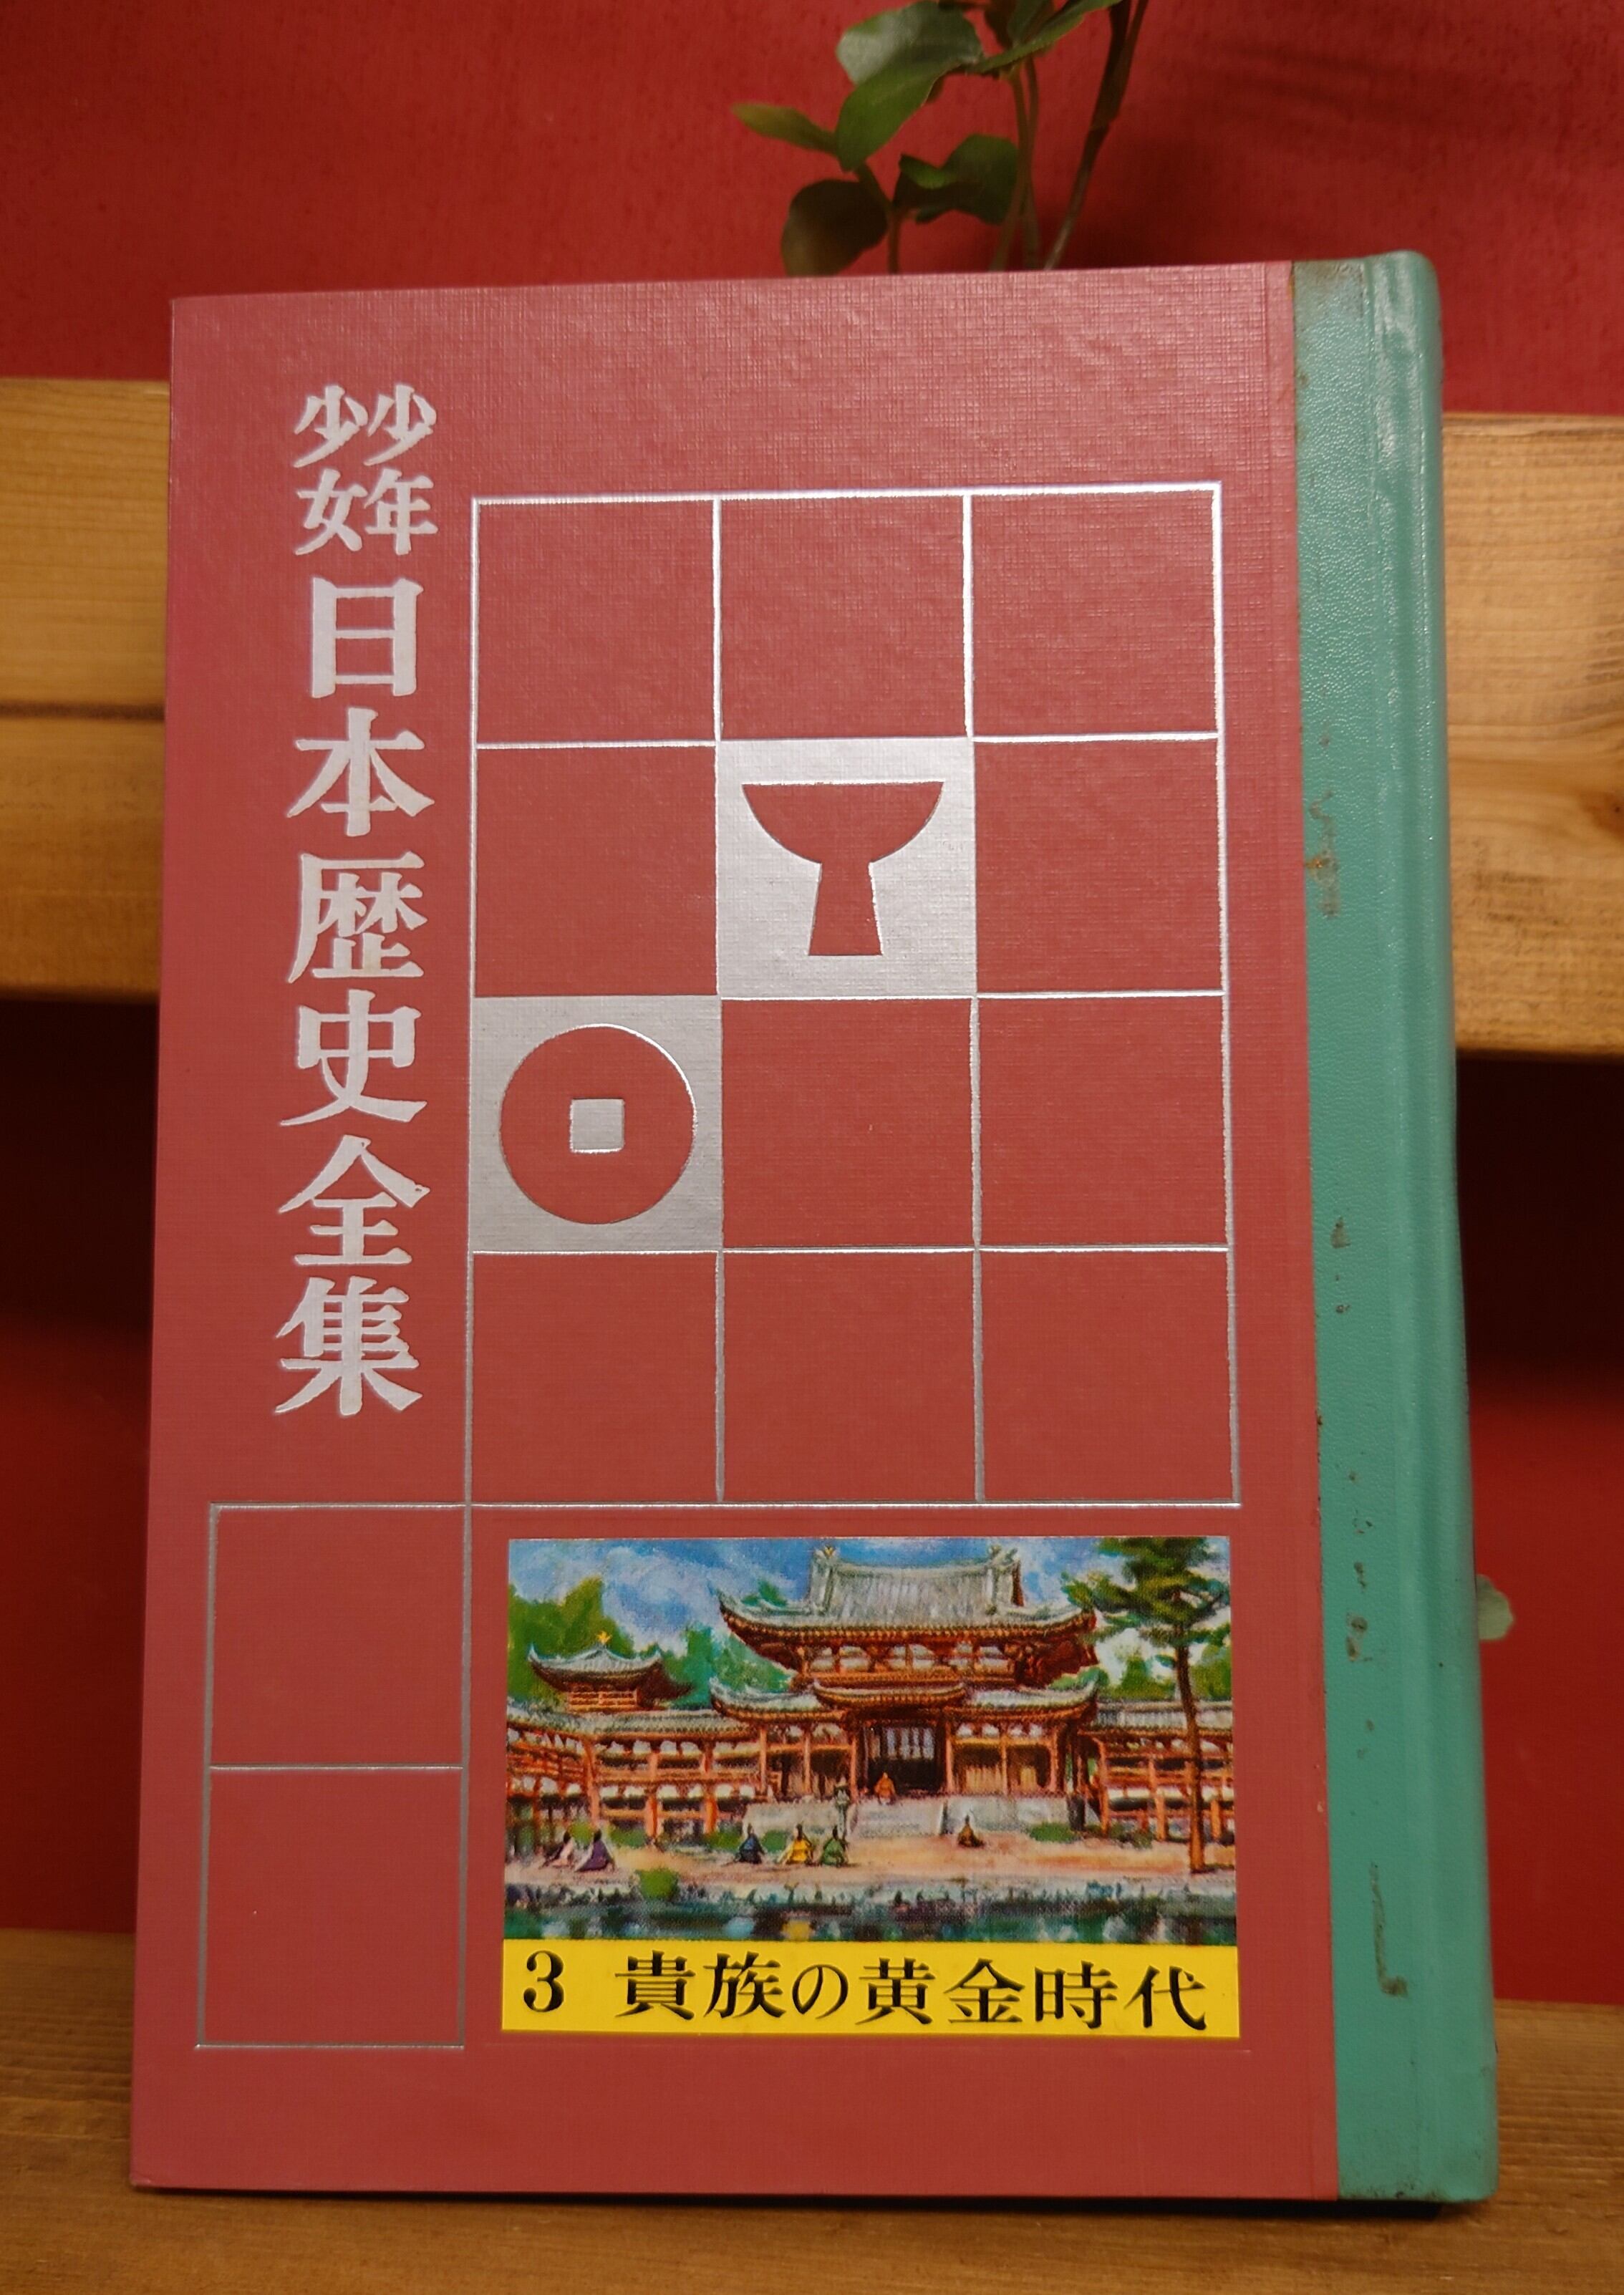 少年少女日本歴史全集
3 貴族の黄金時代